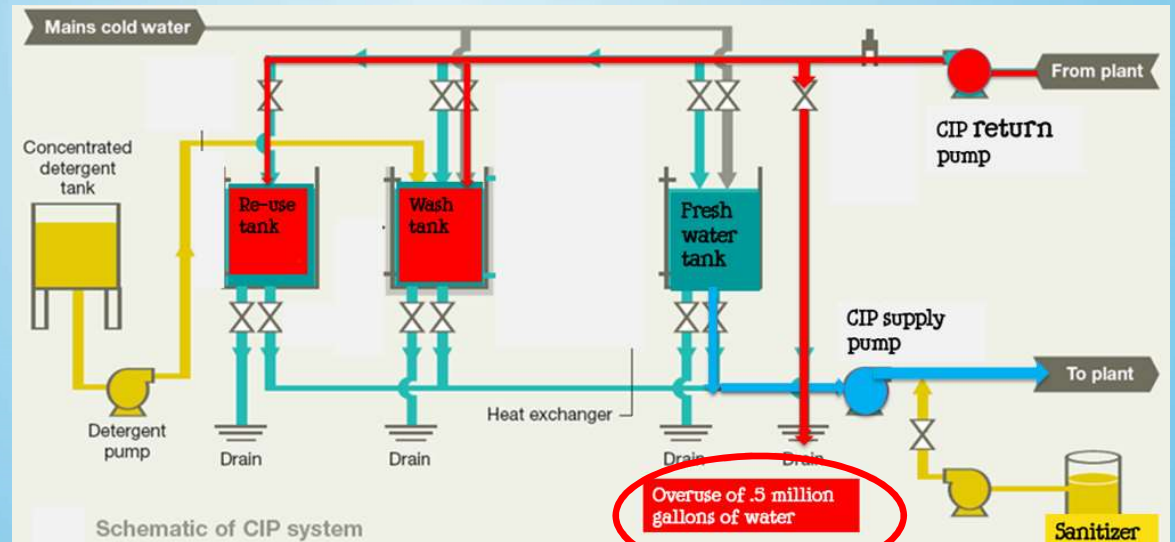 Mains cold water
From plant
CIP return
pump
Concentrated
detergent
tank
Re-use
tank
Wash
tank
Fresh
water
tank
CIP supply
pump
To plant
Heat exchanger
Detergent
pump
Drain
Drain
Drain
Drain
Overuse of .5 million
gallons of water
Schematic of CIP system
Sanitizer